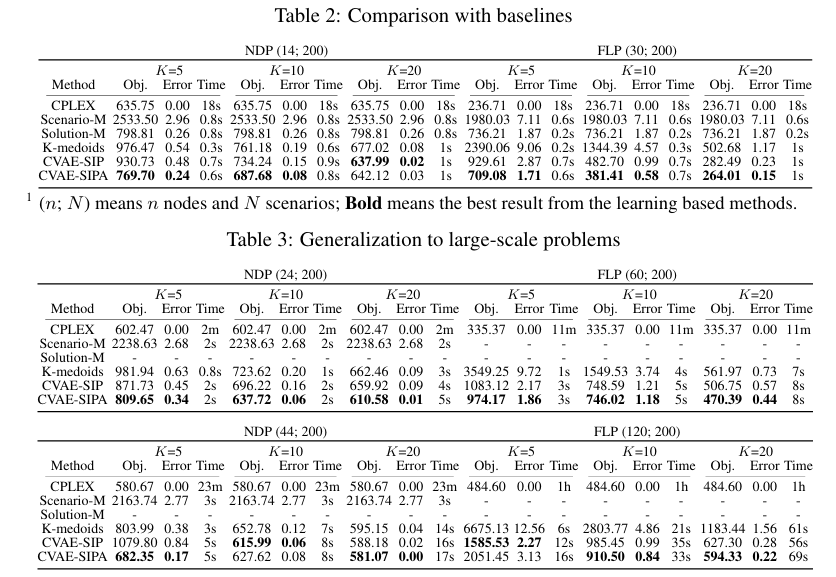 Table 2: Comparison with baselines
NDP (14; 200) FLP (30; 200)
K=5 K=10 K=20 K=5 K=10 K=20
Method Obj. Error Time Obj. Error Time Obj. Error Time Obj. Error Time Obj. Error Time Obj. Error Time
CPLEX 635.75 0.00 18s 635.75 0.00 18s 635.75 0.00 18s 236.71 0.00 18s 236.71 0.00 18s 236.71 0.00 18s
Scenario-M 2533.50 2.96 0.8s 2533.50 2.96 0.8s 2533.50 2.96 0.8s 1980.03 7.11 0.6s 1980.03 7.11 0.6s 1980.03 7.11 0.6s
Solution-M 798.81 0.26 0.8s 798.81 0.26 0.8s 798.81 0.26 0.8s 736.21 1.87 0.2s 736.21 1.87 0.2s 736.21 1.87 0.2s
K-medoids 976.47 0.54 0.3s 761.18 0.19 0.6s 677.02 0.08 1s 2390.06 9.06 0.2s 1344.39 4.57 0.3s 502.68 1.17 1s
CVAE-SIP 930.73 0.48 0.7s 734.24 0.15 0.9s 637.99 0.02 1s 929.61 2.87 0.7s 482.70 0.99 0.7s 282.49 0.23 1s
CVAE-SIPA 769.70 0.24 0.6s 687.68 0.08 0.8s 642.12 0.03 1s 709.08 1.71 0.6s 381.41 0.58 0.7s 264.01 0.15 1s
1 (n; N) means n nodes and N scenarios; Bold means the best result from the learning based methods.
Table 3: Generalization to large-scale problems
NDP (24; 200) FLP (60; 200)
K=5 K=10 K=20 K=5 K=10 K=20
Method Obj. Error Time Obj. Error Time Obj. Error Time Obj. Error Time Obj. Error Time Obj. Error Time
CPLEX 602.47 0.00 2m 602.47 0.00 2m 602.47 0.00 2m 335.37 0.00 11m 335.37 0.00 11m 335.37 0.00 11m
Scenario-M 2238.63 2.68 2s 2238.63 2.68 2s 2238.63 2.68 2s - - - - - - - - -
Solution-M - - - - - - - - - - - - - - - - - -
K-medoids 981.94 0.63 0.8s 723.62 0.20 1s 662.46 0.09 3s 3549.25 9.72 1s 1549.53 3.74 4s 561.97 0.73 7s
CVAE-SIP 871.73 0.45 2s 696.22 0.16 2s 659.92 0.09 4s 1083.12 2.17 3s 748.59 1.21 5s 506.75 0.57 8s
CVAE-SIPA 809.65 0.34 2s 637.72 0.06 2s 610.58 0.01 5s 974.17 1.86 3s 746.02 1.18 5s 470.39 0.44 8s
NDP (44; 200) FLP (120; 200)
K=5 K=10 K=20 K=5 K=10 K=20
Method Obj. Error Time Obj. Error Time Obj. Error Time Obj. Error Time Obj. Error Time Obj. Error Time
CPLEX 580.67 0.00 23m 580.67 0.00 23m 580.67 0.00 23m 484.60 0.00 1h 484.60 0.00 1h 484.60 0.00 1h
Scenario-M 2163.74 2.77 3s 2163.74 2.77 3s 2163.74 2.77 3s - - - - - - - - -
Solution-M - - - - - - - - - - - - - - - - - -
K-medoids 803.99 0.38 3s 652.78 0.12 7s 595.15 0.04 14s 6675.13 12.56 6s 2803.77 4.86 21s 1183.44 1.56 61s
CVAE-SIP 1079.80 0.84 5s 615.99 0.06 8s 588.18 0.02 16s 1585.53 2.27 12s 985.45 0.99 35s 627.30 0.28 56s
CVAE-SIPA 682.35 0.17 5s 627.62 0.08 8s 581.07 0.00 17s 2051.45 3.13 16s 910.50 0.84 33s 594.33 0.22 69s